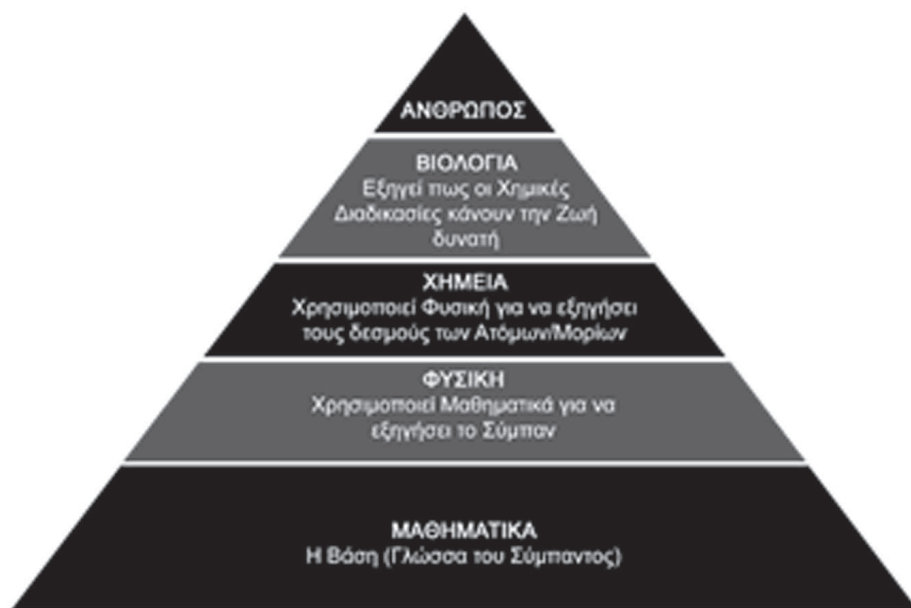 ΑΝΘΡΩΠΟΣ
ΒΙΟΛΟΓΙΑ
Εξηγεί πως οι Χημικές
Διαδικασίες κάνουν την Ζωή
δυνατή
ΧΗΜΕΙΑ
Χρησιμοποιεί Φυσική για να εξηγήσει
τους δεσμούς των Ατόμων/Μορίων
ΦΥΣΙΚΗ
Χρησιμοποιεί Μαθηματικά για να
εξηγήσει το Σύμπαν
ΜΑΘΗΜΑΤΙΚΑ
Η Βάση (Γλώσσα του Σύμπαντος)